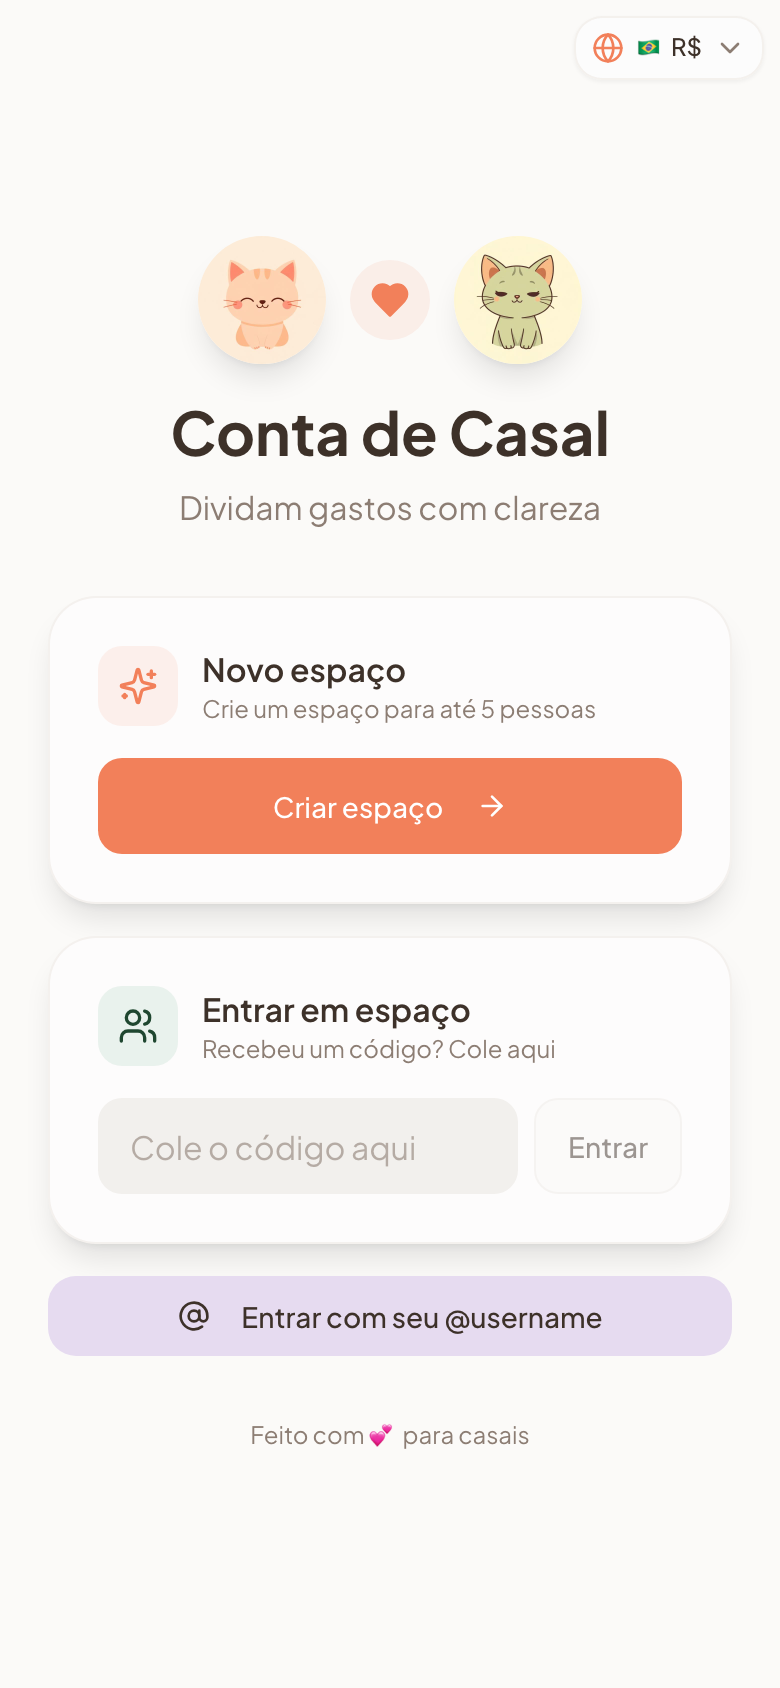 R$
Conta de Casal
Dividam gastos com clareza
Novo espaço
Crie um espaço para até 5 pessoas
Criar espaço
Entrar em espaço
Recebeu um código? Cole aqui
Cole o código aqui
Entrar
@ Entrar com seu @username
Feito com 💕 para casais